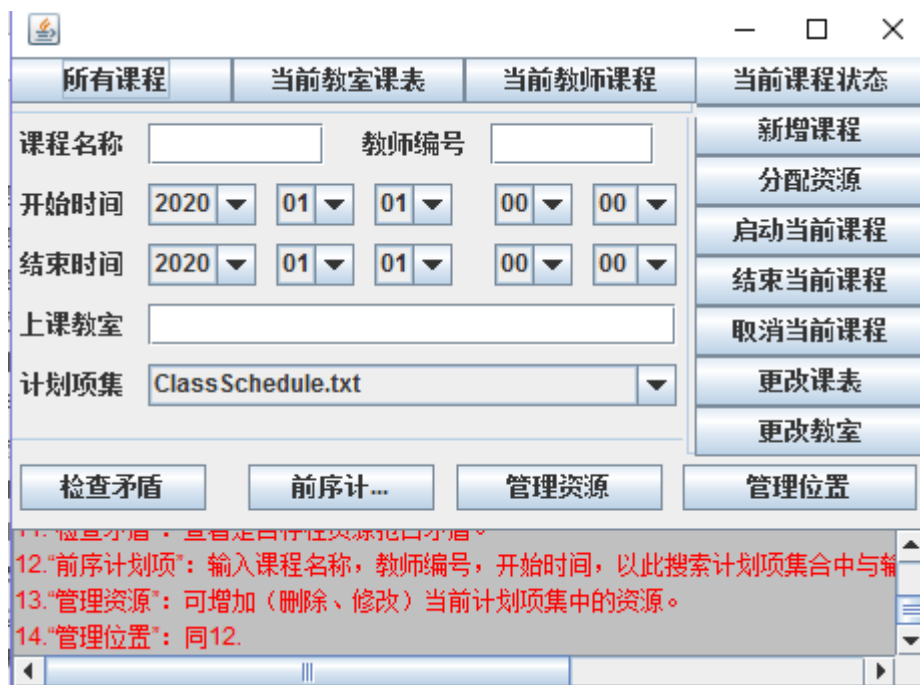 所有课程 当前教室课表 当前教师课程 当前课程状态
课程名称 教师编号 新增课程
分配资源
开始时间 2020 01 01 00 00
启动当前课程
结束时间 2020 01 01 00 00
结束当前课程
上课教室 取消当前课程
计划项集 ClassSchedule.txt 更改课表
更改教室
检查矛盾 前序计... 管理资源 管理位置
12."前序计划项"：输入课程名称，教师编号，开始时间，以此搜索计划项集合中与输
13."管理资源"：可增加（删除、修改）当前计划项集中的资源。
14."管理位置"：同12.